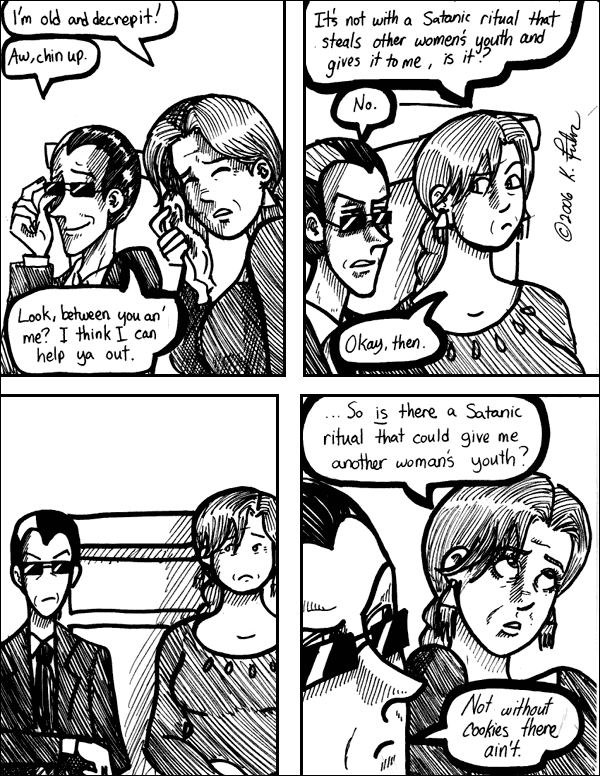 I'm old and decrepit!
Aw, chin up.
Look, between you an'
me? I think I can
help ya out.
It's not with a Satanic ritual that
steals other women's youth and
gives it to me, is it?
No.
Okay, then.
©2006 K.
... So is there a Satanic
ritual that could give me
another woman's youth?
Not without
cookies there
ain't.